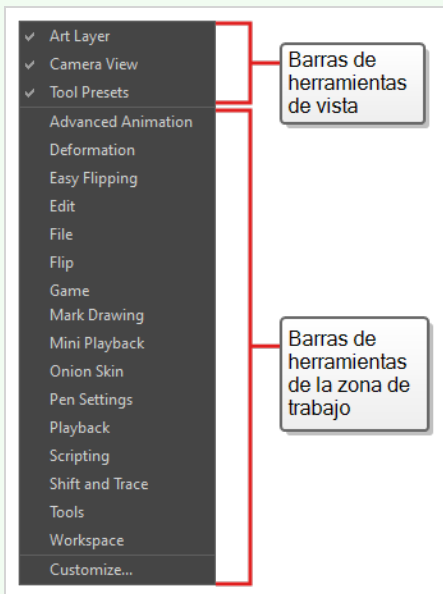 Art Layer
Camera View
Tool Presets
Advanced Animation
Deformation
Easy Flipping
Edit
File
Flip
Game
Mark Drawing
Mini Playback
Onion Skin
Pen Settings
Playback
Scripting
Shift and Trace
Tools
Workspace
Customize...
Barras de
herramientas
de vista
Barras de
herramientas
de la zona de
trabajo